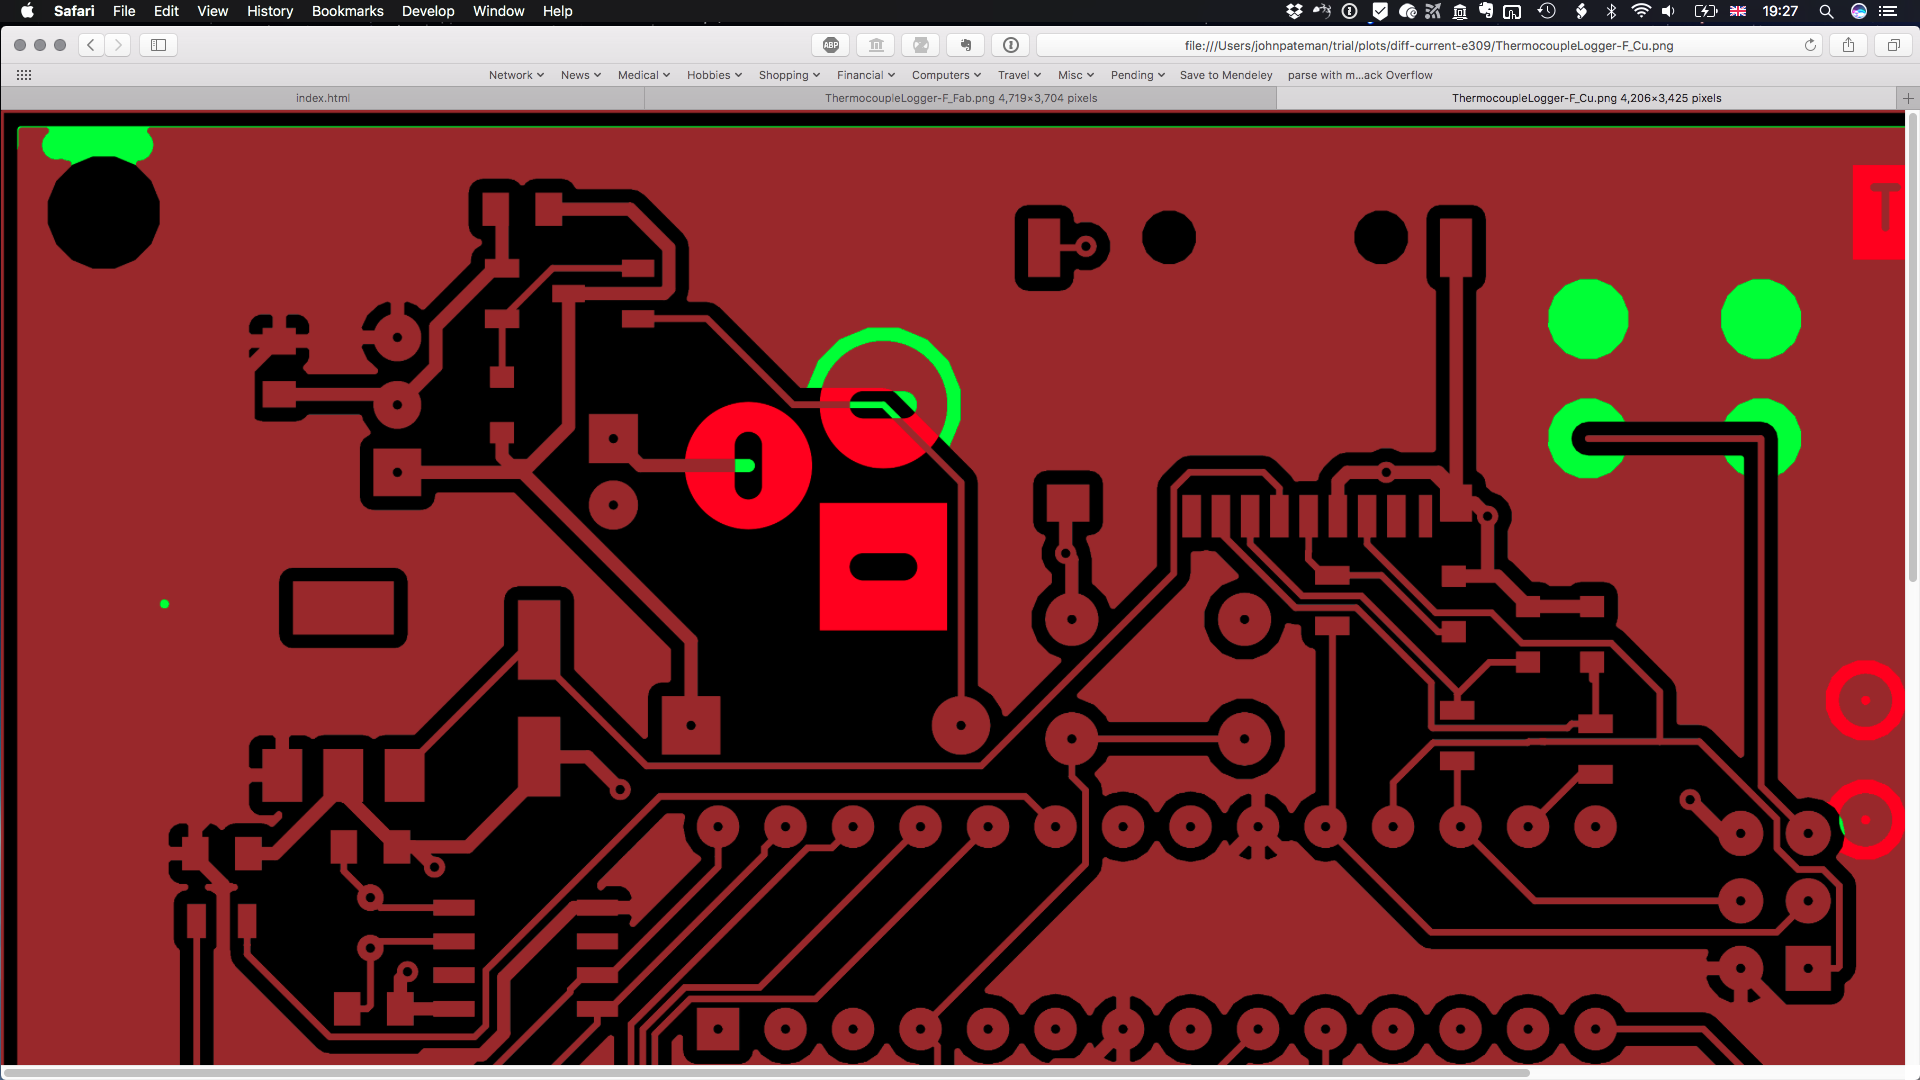 Safari File Edit View History Bookmarks Develop Window Help 19:27
ABP file:///Users/johnpateman/trial/plots/diff-current-e309/ThermocoupleLogger-F_Cu.png
Network News Medical Hobbies Shopping Financial Computers Travel Misc Pending Save to Mendeley parse with m...ack Overflow
index.html ThermocoupleLogger-F_Fab.png 4,719×3,704 pixels ThermocoupleLogger-F_Cu.png 4,206×3,425 pixels
T